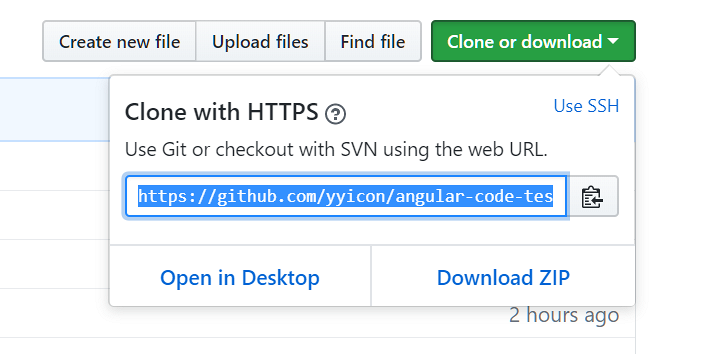 Create new file Upload files Find file Clone or download
Clone with HTTPS
Use SSH
Use Git or checkout with SVN using the web URL.
https://github.com/yyicon/angular-code-tes
Open in Desktop Download ZIP
2 hours ago